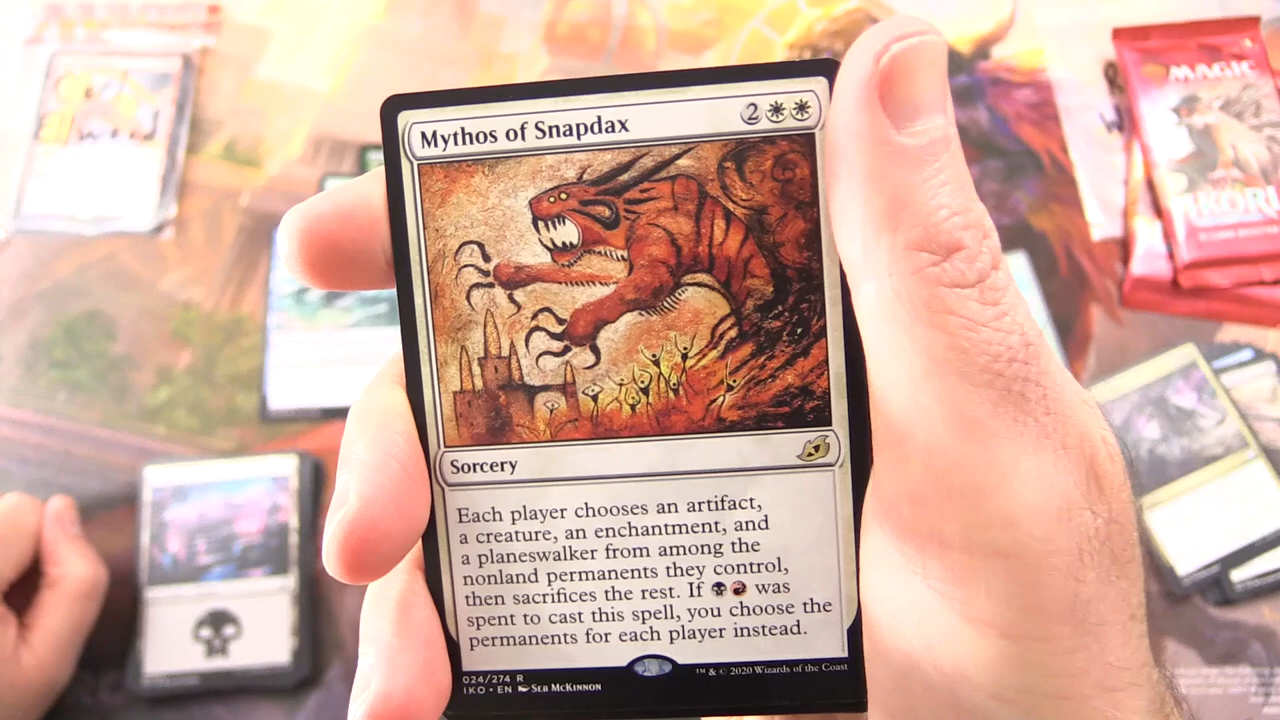 MAGIC
IKORIA
Mythos of Snapdax
2
Sorcery
Each player chooses an artifact,
a creature, an enchantment, and
a planeswalker from among the
nonland permanents they control,
then sacrifices the rest. If was
spent to cast this spell, you choose the
permanents for each player instead.
024/274 R
IKO • EN SEB MCKINNON
™ & © 2020 Wizards of the Coast